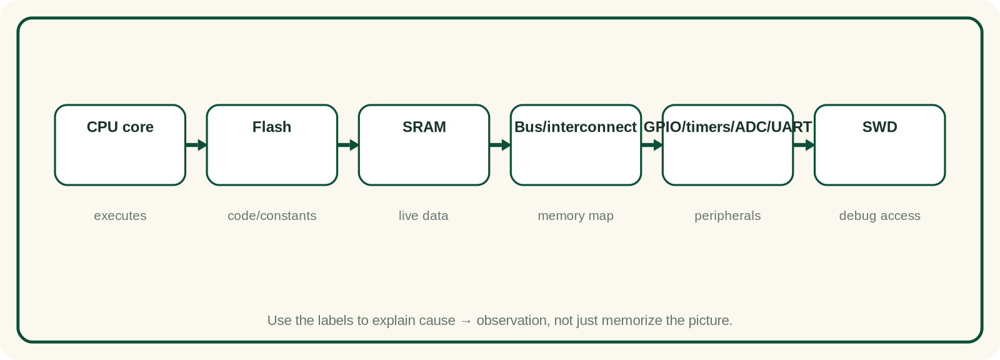 CPU core
Flash
SRAM
Bus/interconnect
GPIO/timers/ADC/UART
SWD
executes
code/constants
live data
memory map
peripherals
debug access
Use the labels to explain cause → observation, not just memorize the picture.